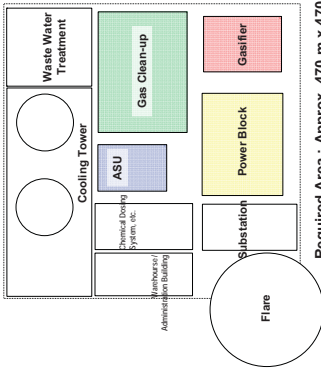 Waste Water
Treatment
Gas Clean-up
Gasifier
Cooling Tower
ASU
Power Block
Chemical Dosing
System, etc.
Substation
Warehourse /
Administration Building
Flare
Required Area : Approx. 470 m x 470